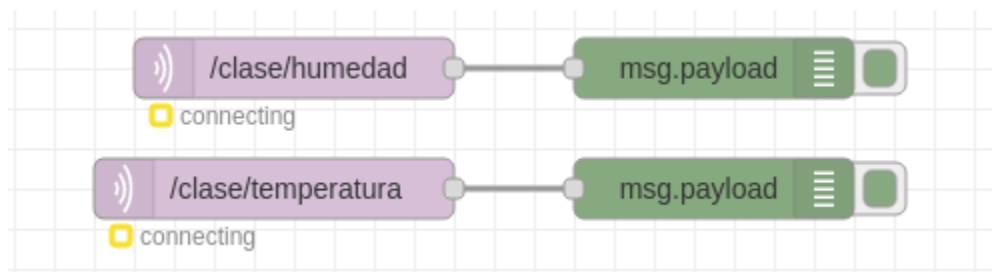 /clase/humedad msg.payload
connecting
/clase/temperatura msg.payload
connecting